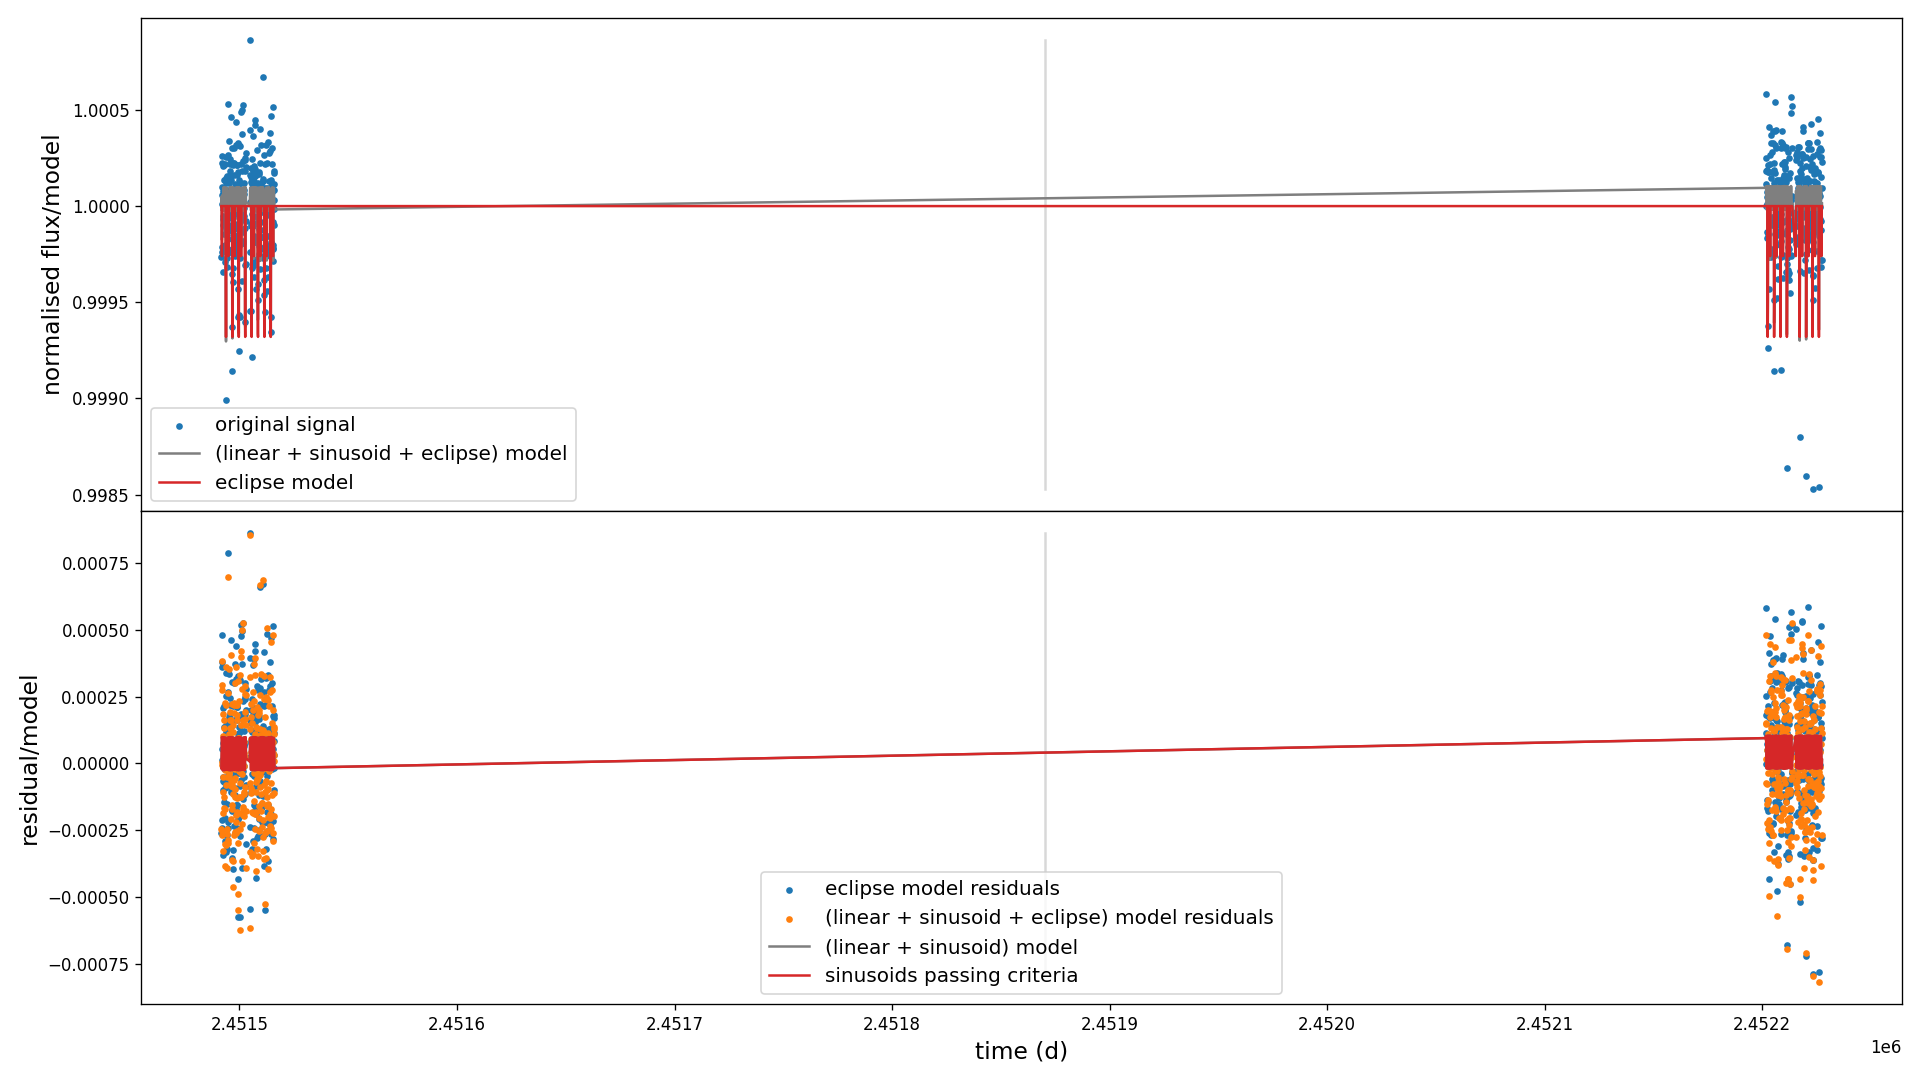 normalised flux/model
1.0005
1.0000
0.9995
0.9990
0.9985
original signal
(linear + sinusoid + eclipse) model
eclipse model
residual/model
0.00075
0.00050
0.00025
0.00000
−0.00025
−0.00050
−0.00075
eclipse model residuals
(linear + sinusoid + eclipse) model residuals
(linear + sinusoid) model
sinusoids passing criteria
2.4515 2.4516 2.4517 2.4518 2.4519 2.4520 2.4521 2.4522
time (d)
1e6